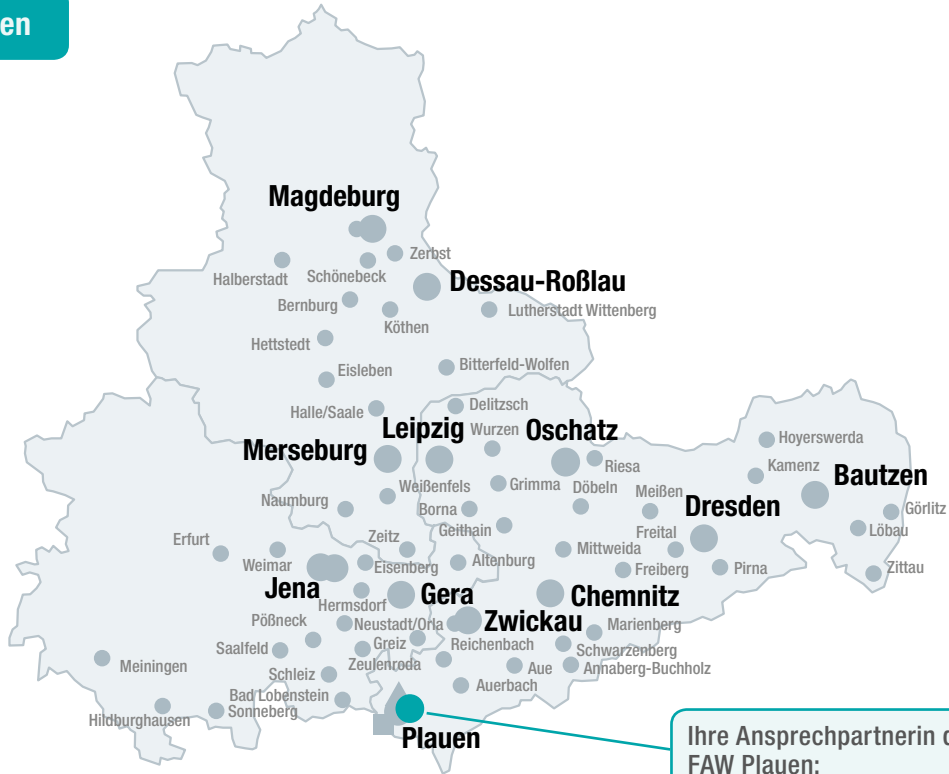 en
Magdeburg
Zerbst
Halberstadt
Schönebeck
Dessau-Roßlau
Bernburg
Köthen
Lutherstadt Wittenberg
Hettstedt
Eisleben
Bitterfeld-Wolfen
Halle/Saale
Delitzsch
Leipzig
Wurzen
Oschatz
Merseburg
Riesa
Hoyerswerda
Kamenz
Bautzen
Weißenfels
Grimma
Döbeln
Meißen
Dresden
Naumburg
Borna
Görlitz
Geithain
Freital
Löbau
Erfurt
Zeitz
Weimar
Eisenberg
Altenburg
Mittweida
Freiberg
Pirna
Zittau
Jena
Hermsdorf
Gera
Chemnitz
Pößneck
Neustadt/Orla
Zwickau
Marienberg
Saalfeld
Greiz
Reichenbach
Schwarzenberg
Meiningen
Schleiz
Zeulenroda
Aue
Annaberg-Buchholz
Auerbach
Bad Lobenstein
Hildburghausen
Sonneberg
Plauen
Ihre Ansprechpartnerin
FAW Plauen: